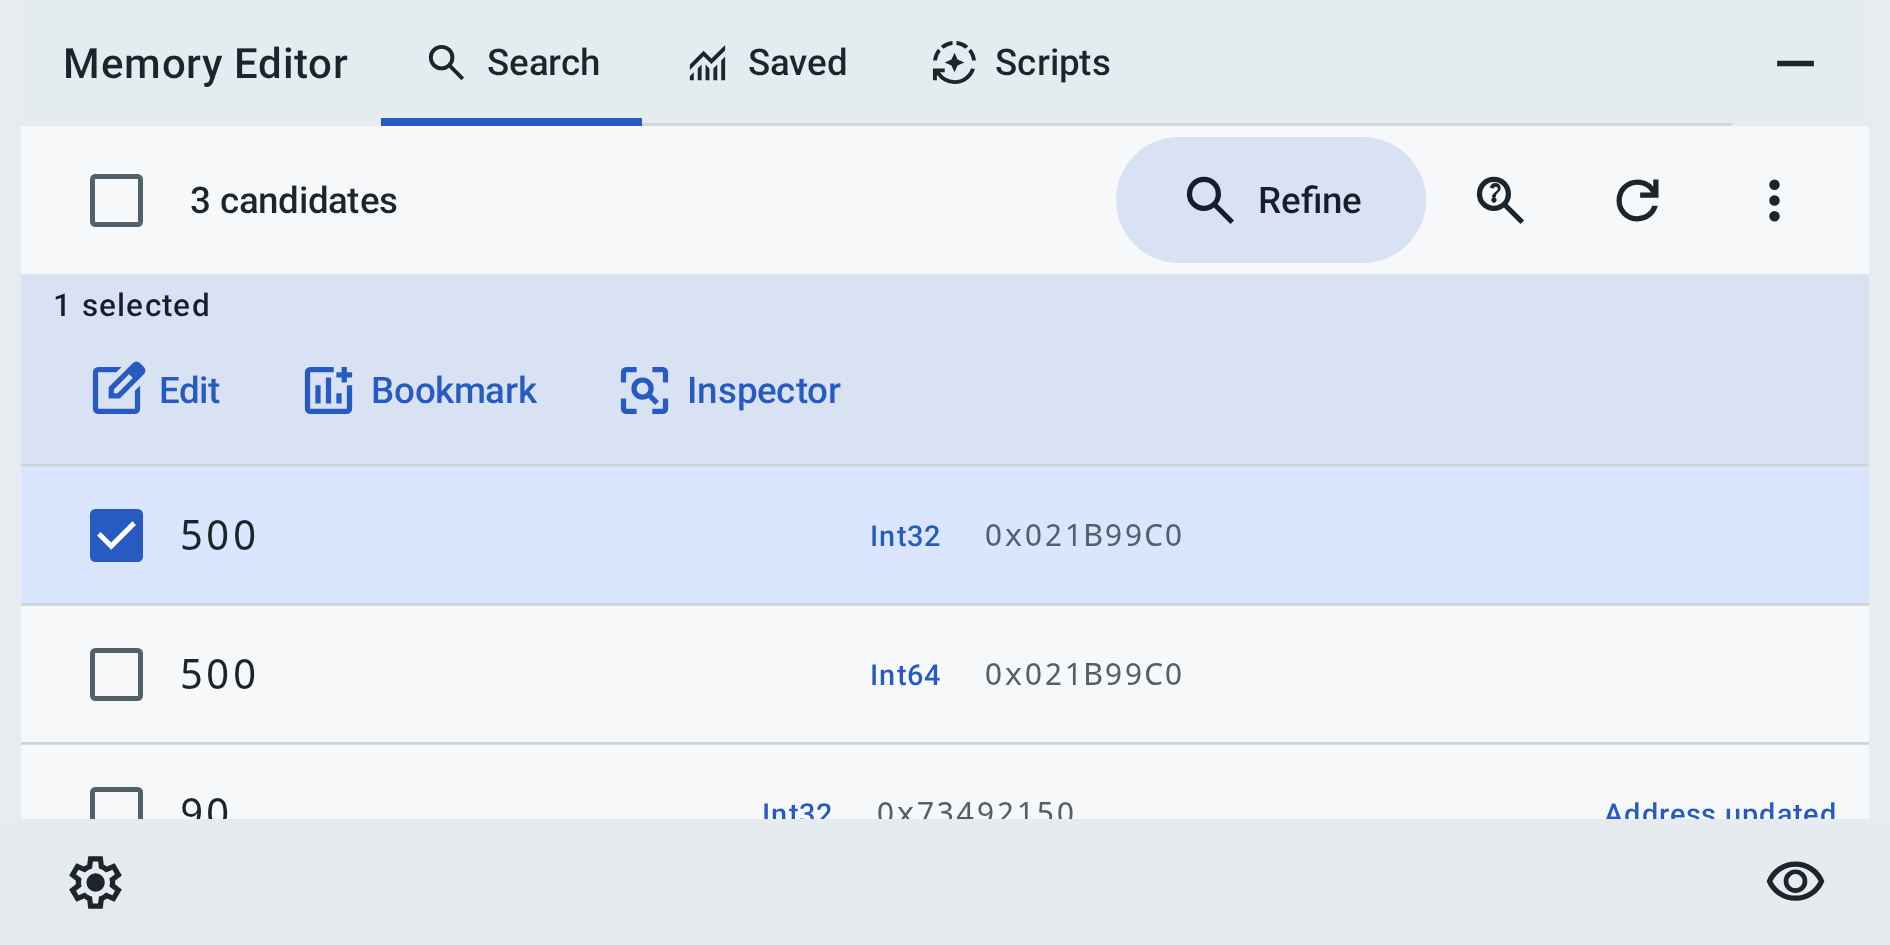 Memory Editor Search Saved Scripts
3 candidates Refine
1 selected
Edit Bookmark Inspector
500 Int32 0x021B99C0
500 Int64 0x021B99C0
90 Int32 0x73492150 Address updated